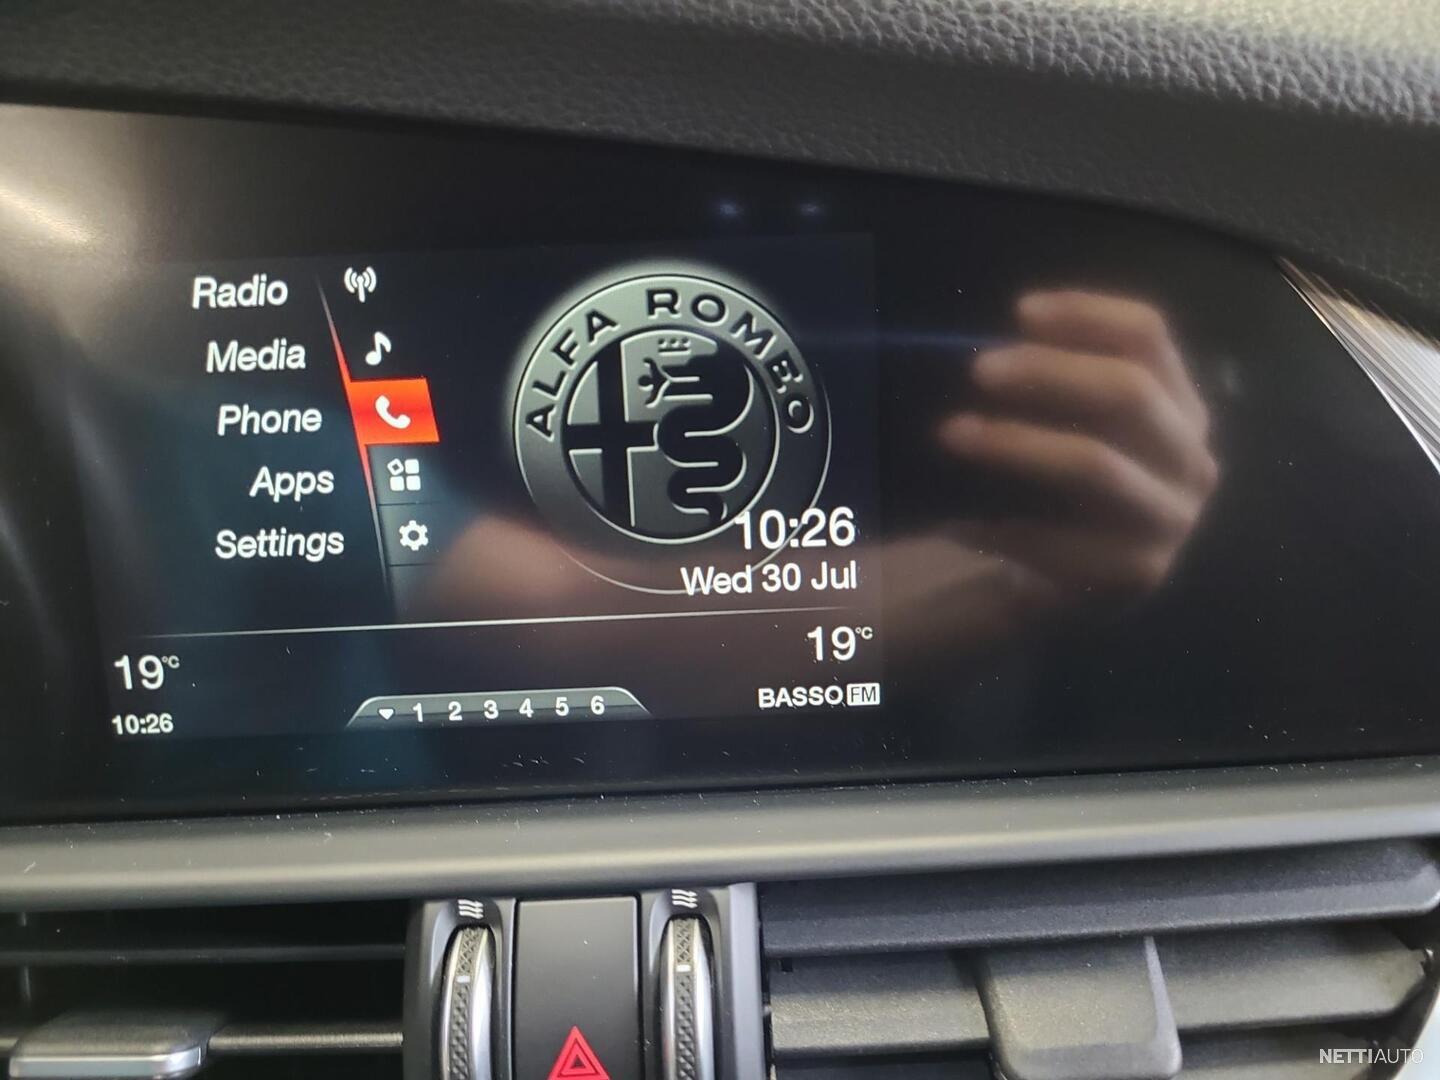 Radio
Media
Phone
Apps
Settings
ALFA ROMEO
10:26
Wed 30 Jul
19°C
19°C
10:26
1 2 3 4 5 6
BASSO FM
NETTIAUTO